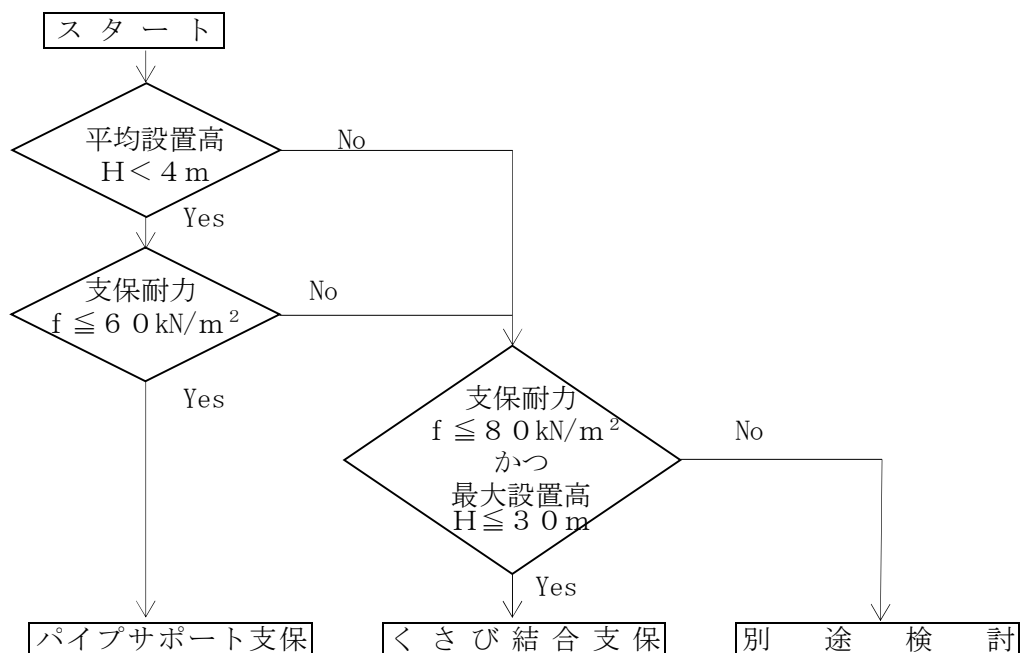 スタート
平均設置高
H＜4m
No
Yes
支保耐力
f≦60kN/m²
No
Yes
支保耐力
f≦80kN/m²
かつ
最大設置高
H≦30m
No
Yes
パイプサポート支保
くさび結合支保
別途検討